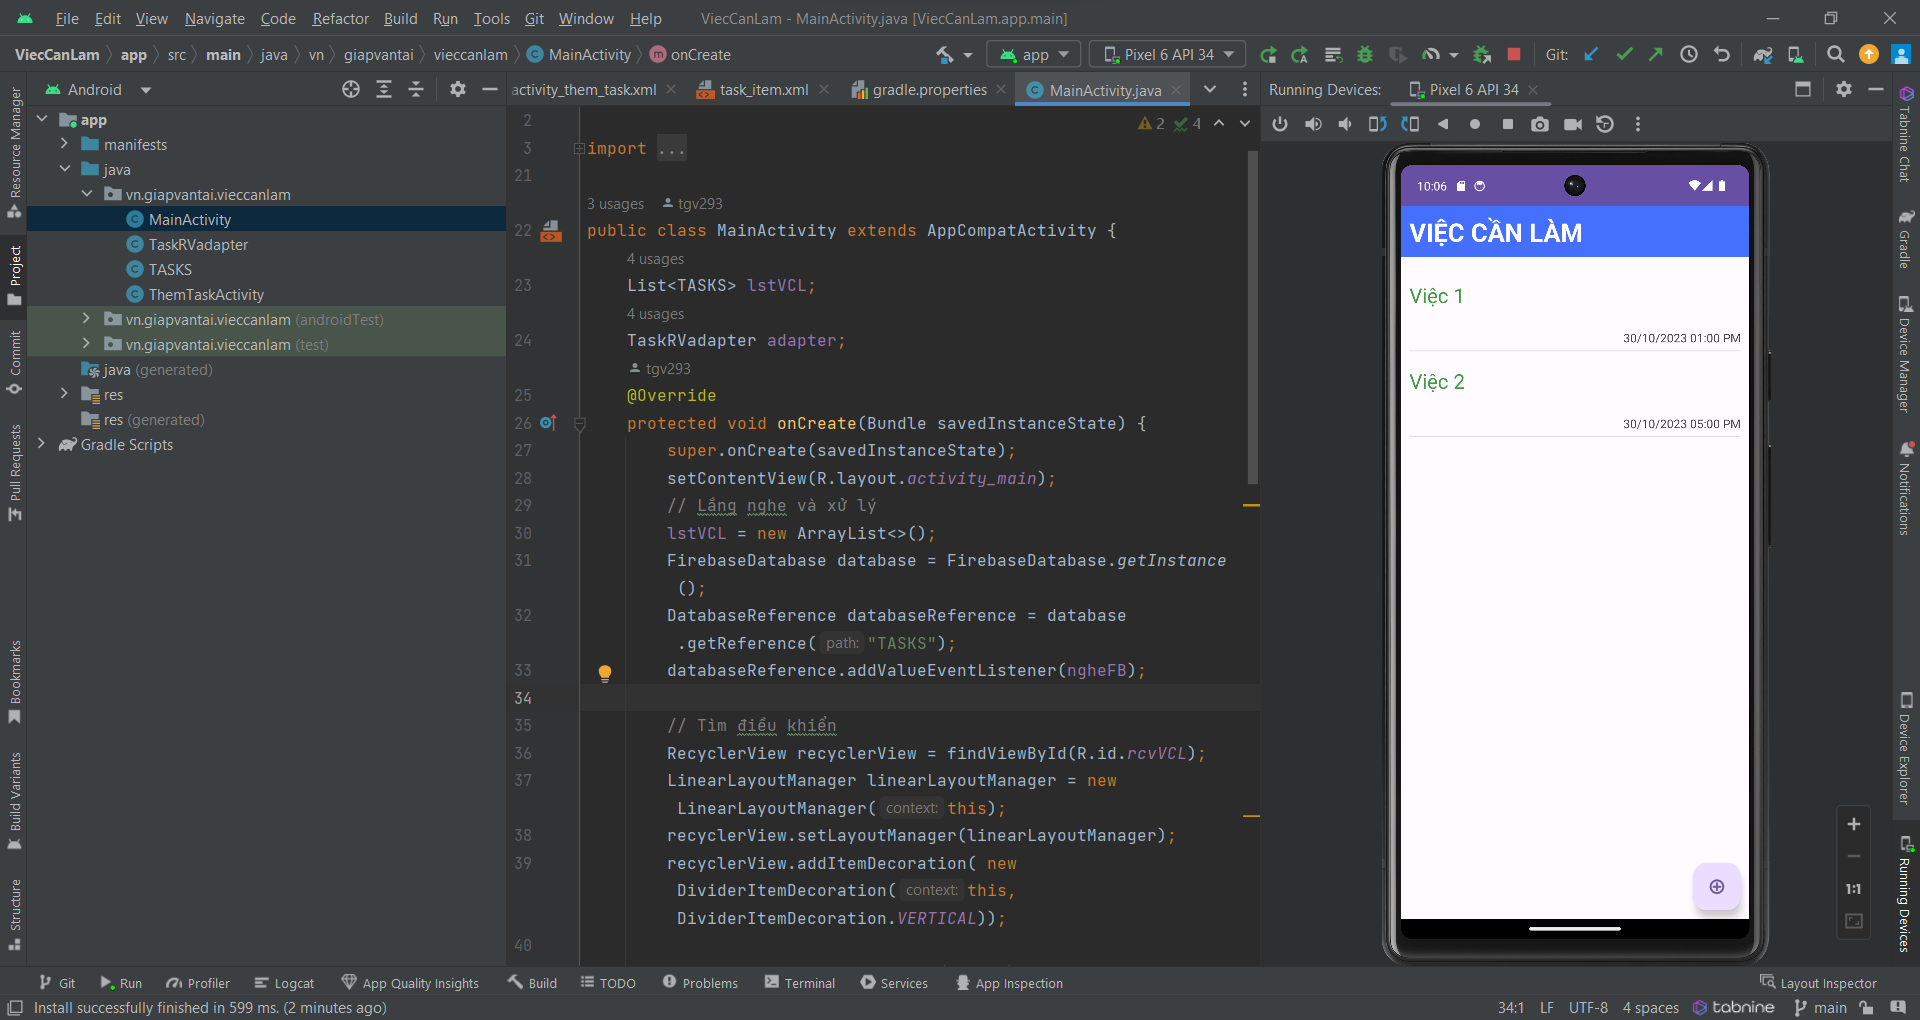 File Edit View Navigate Code Refactor Build Run Tools Git Window Help ViecCanLam - MainActivity.java [ViecCanLam.app.main]
ViecCanLam app src main java vn giapvantai vieccanlam MainActivity onCreate app Pixel 6 API 34 Git:
Android
activity_them_task.xml task_item.xml gradle.properties MainActivity.java
Running Devices: Pixel 6 API 34
Resource Manager
Project
Commit
Pull Requests
Bookmarks
Build Variants
Structure
app
manifests
java
vn.giapvantai.vieccanlam
MainActivity
TaskRVadapter
TASKS
ThemTaskActivity
vn.giapvantai.vieccanlam (androidTest)
vn.giapvantai.vieccanlam (test)
java (generated)
res
res (generated)
Gradle Scripts
2 4
2
3 import ...
21
3 usages tgv293
22 public class MainActivity extends AppCompatActivity {
4 usages
23 List<TASKS> lstVCL;
4 usages
24 TaskRVadapter adapter;
tgv293
25 @Override
26 protected void onCreate(Bundle savedInstanceState) {
27 super.onCreate(savedInstanceState);
28 setContentView(R.layout.activity_main);
29 // Lắng nghe và xử lý
30 lstVCL = new ArrayList<>();
31 FirebaseDatabase database = FirebaseDatabase.getInstance
();
32 DatabaseReference databaseReference = database
.getReference( path: "TASKS");
33 databaseReference.addValueEventListener(ngheFB);
34
35 // Tìm điều khiển
36 RecyclerView recyclerView = findViewById(R.id.rcvVCL);
37 LinearLayoutManager linearLayoutManager = new
LinearLayoutManager( context: this);
38 recyclerView.setLayoutManager(linearLayoutManager);
39 recyclerView.addItemDecoration( new
DividerItemDecoration( context: this,
DividerItemDecoration.VERTICAL));
40
10:06
VIỆC CẦN LÀM
Việc 1
30/10/2023 01:00 PM
Việc 2
30/10/2023 05:00 PM
1:1
Tabnine Chat
Gradle
Device Manager
Notifications
Device Explorer
Running Devices
Git Run Profiler Logcat App Quality Insights Build TODO Problems Terminal Services App Inspection Layout Inspector
Install successfully finished in 599 ms. (2 minutes ago) 34:1 LF UTF-8 4 spaces tabnine main